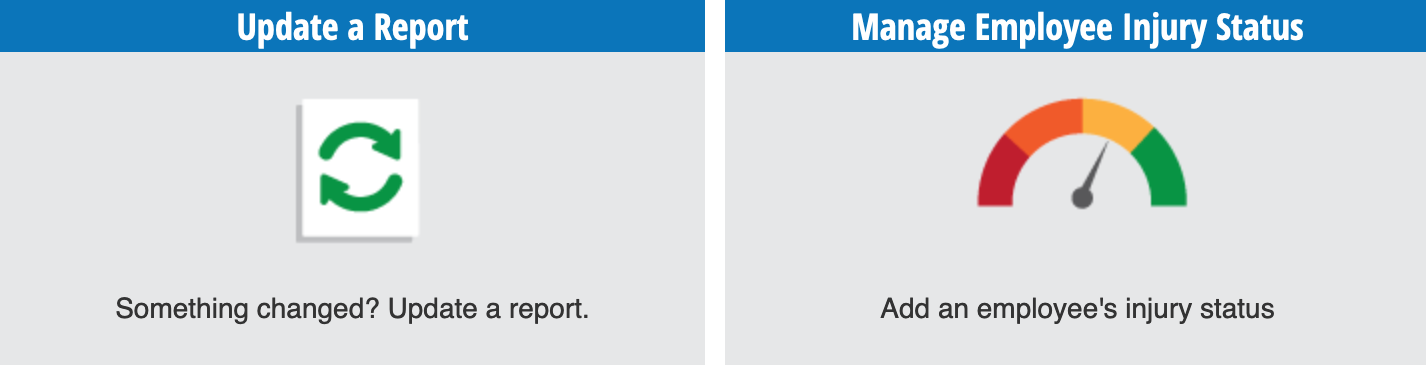 Update a Report
Something changed? Update a report.
Manage Employee Injury Status
Add an employee's injury status